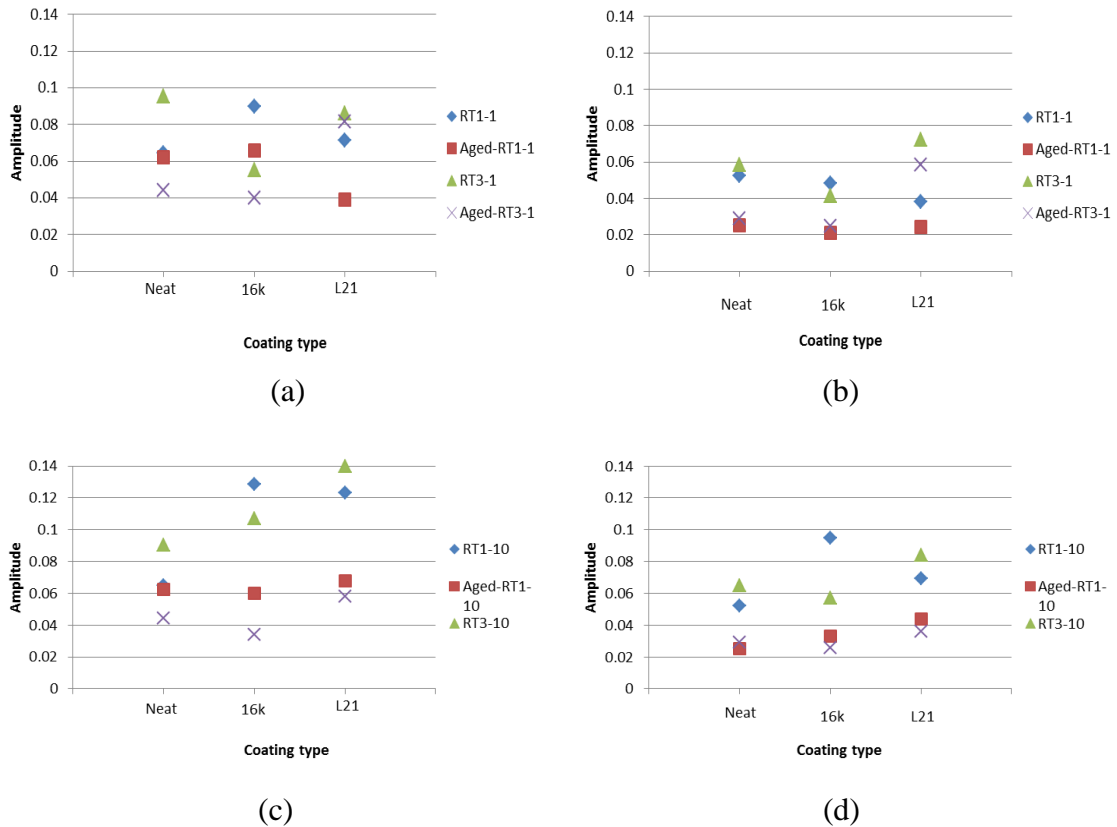 0.14
0.12
0.1
0.08
0.06
0.04
0.02
0
Amplitude
Neat
16k
L21
Coating type
RT1-1
Aged-RT1-1
RT3-1
Aged-RT3-1
(a)
0.14
0.12
0.1
0.08
0.06
0.04
0.02
0
Amplitude
Neat
16k
L21
Coating type
RT1-1
Aged-RT1-1
RT3-1
Aged-RT3-1
(b)
0.14
0.12
0.1
0.08
0.06
0.04
0.02
0
Amplitude
Neat
16k
L21
Coating type
RT1-10
Aged-RT1-
10
RT3-10
(c)
0.14
0.12
0.1
0.08
0.06
0.04
0.02
0
Amplitude
Neat
16k
L21
Coating type
RT1-10
Aged-RT1-
10
RT3-10
(d)